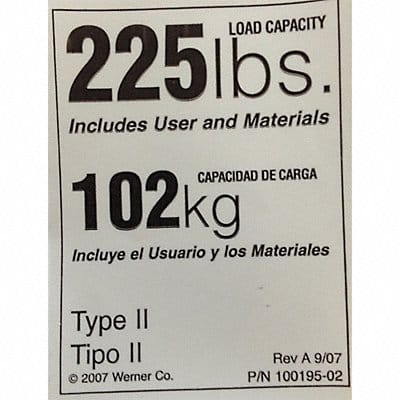 LOAD CAPACITY
225lbs.
Includes User and Materials
CAPACIDAD DE CARGA
102kg
Incluye el Usuario y los Materiales
Type II
Tipo II
Rev A 9/07
© 2007 Werner Co.
P/N 100195-02